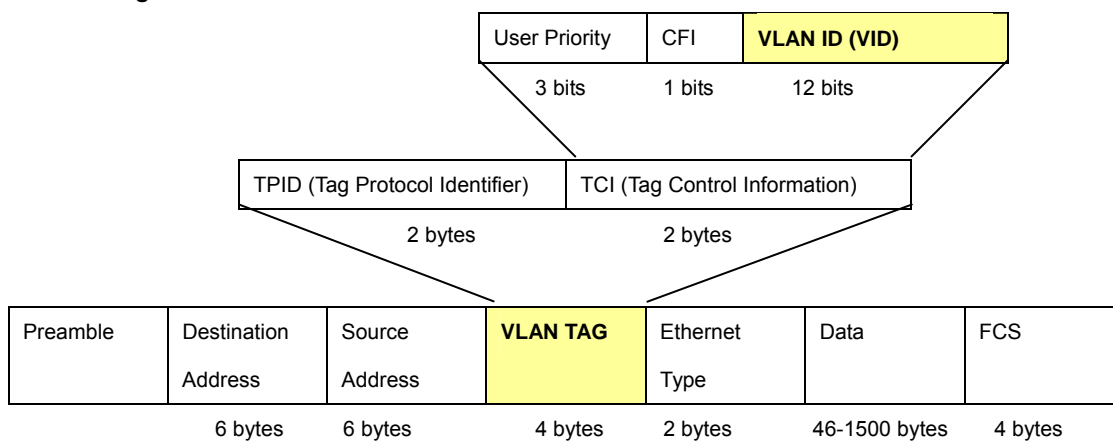 User Priority CFI VLAN ID (VID)
3 bits 1 bits 12 bits
TPID (Tag Protocol Identifier) TCI (Tag Control Information)
2 bytes 2 bytes
Preamble Destination Address Source Address VLAN TAG Ethernet Type Data FCS
6 bytes 6 bytes 4 bytes 2 bytes 46-1500 bytes 4 bytes